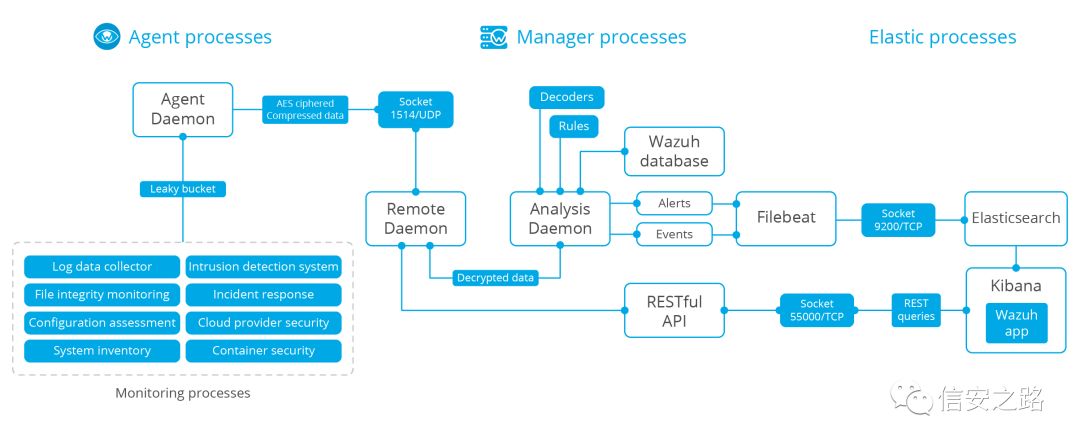 Agent processes
Manager processes
Elastic processes
Agent
Daemon
AES ciphered
Compressed data
Socket
1514/UDP
Leaky bucket
Log data collector
Intrusion detection system
File integrity monitoring
Incident response
Configuration assessment
Cloud provider security
System inventory
Container security
Monitoring processes
Decoders
Rules
Wazuh
database
Remote
Daemon
Analysis
Daemon
Alerts
Events
Filebeat
Socket
9200/TCP
Elasticsearch
Decrypted data
RESTful
API
Socket
55000/TCP
REST
queries
Kibana
Wazuh
app
信安之路